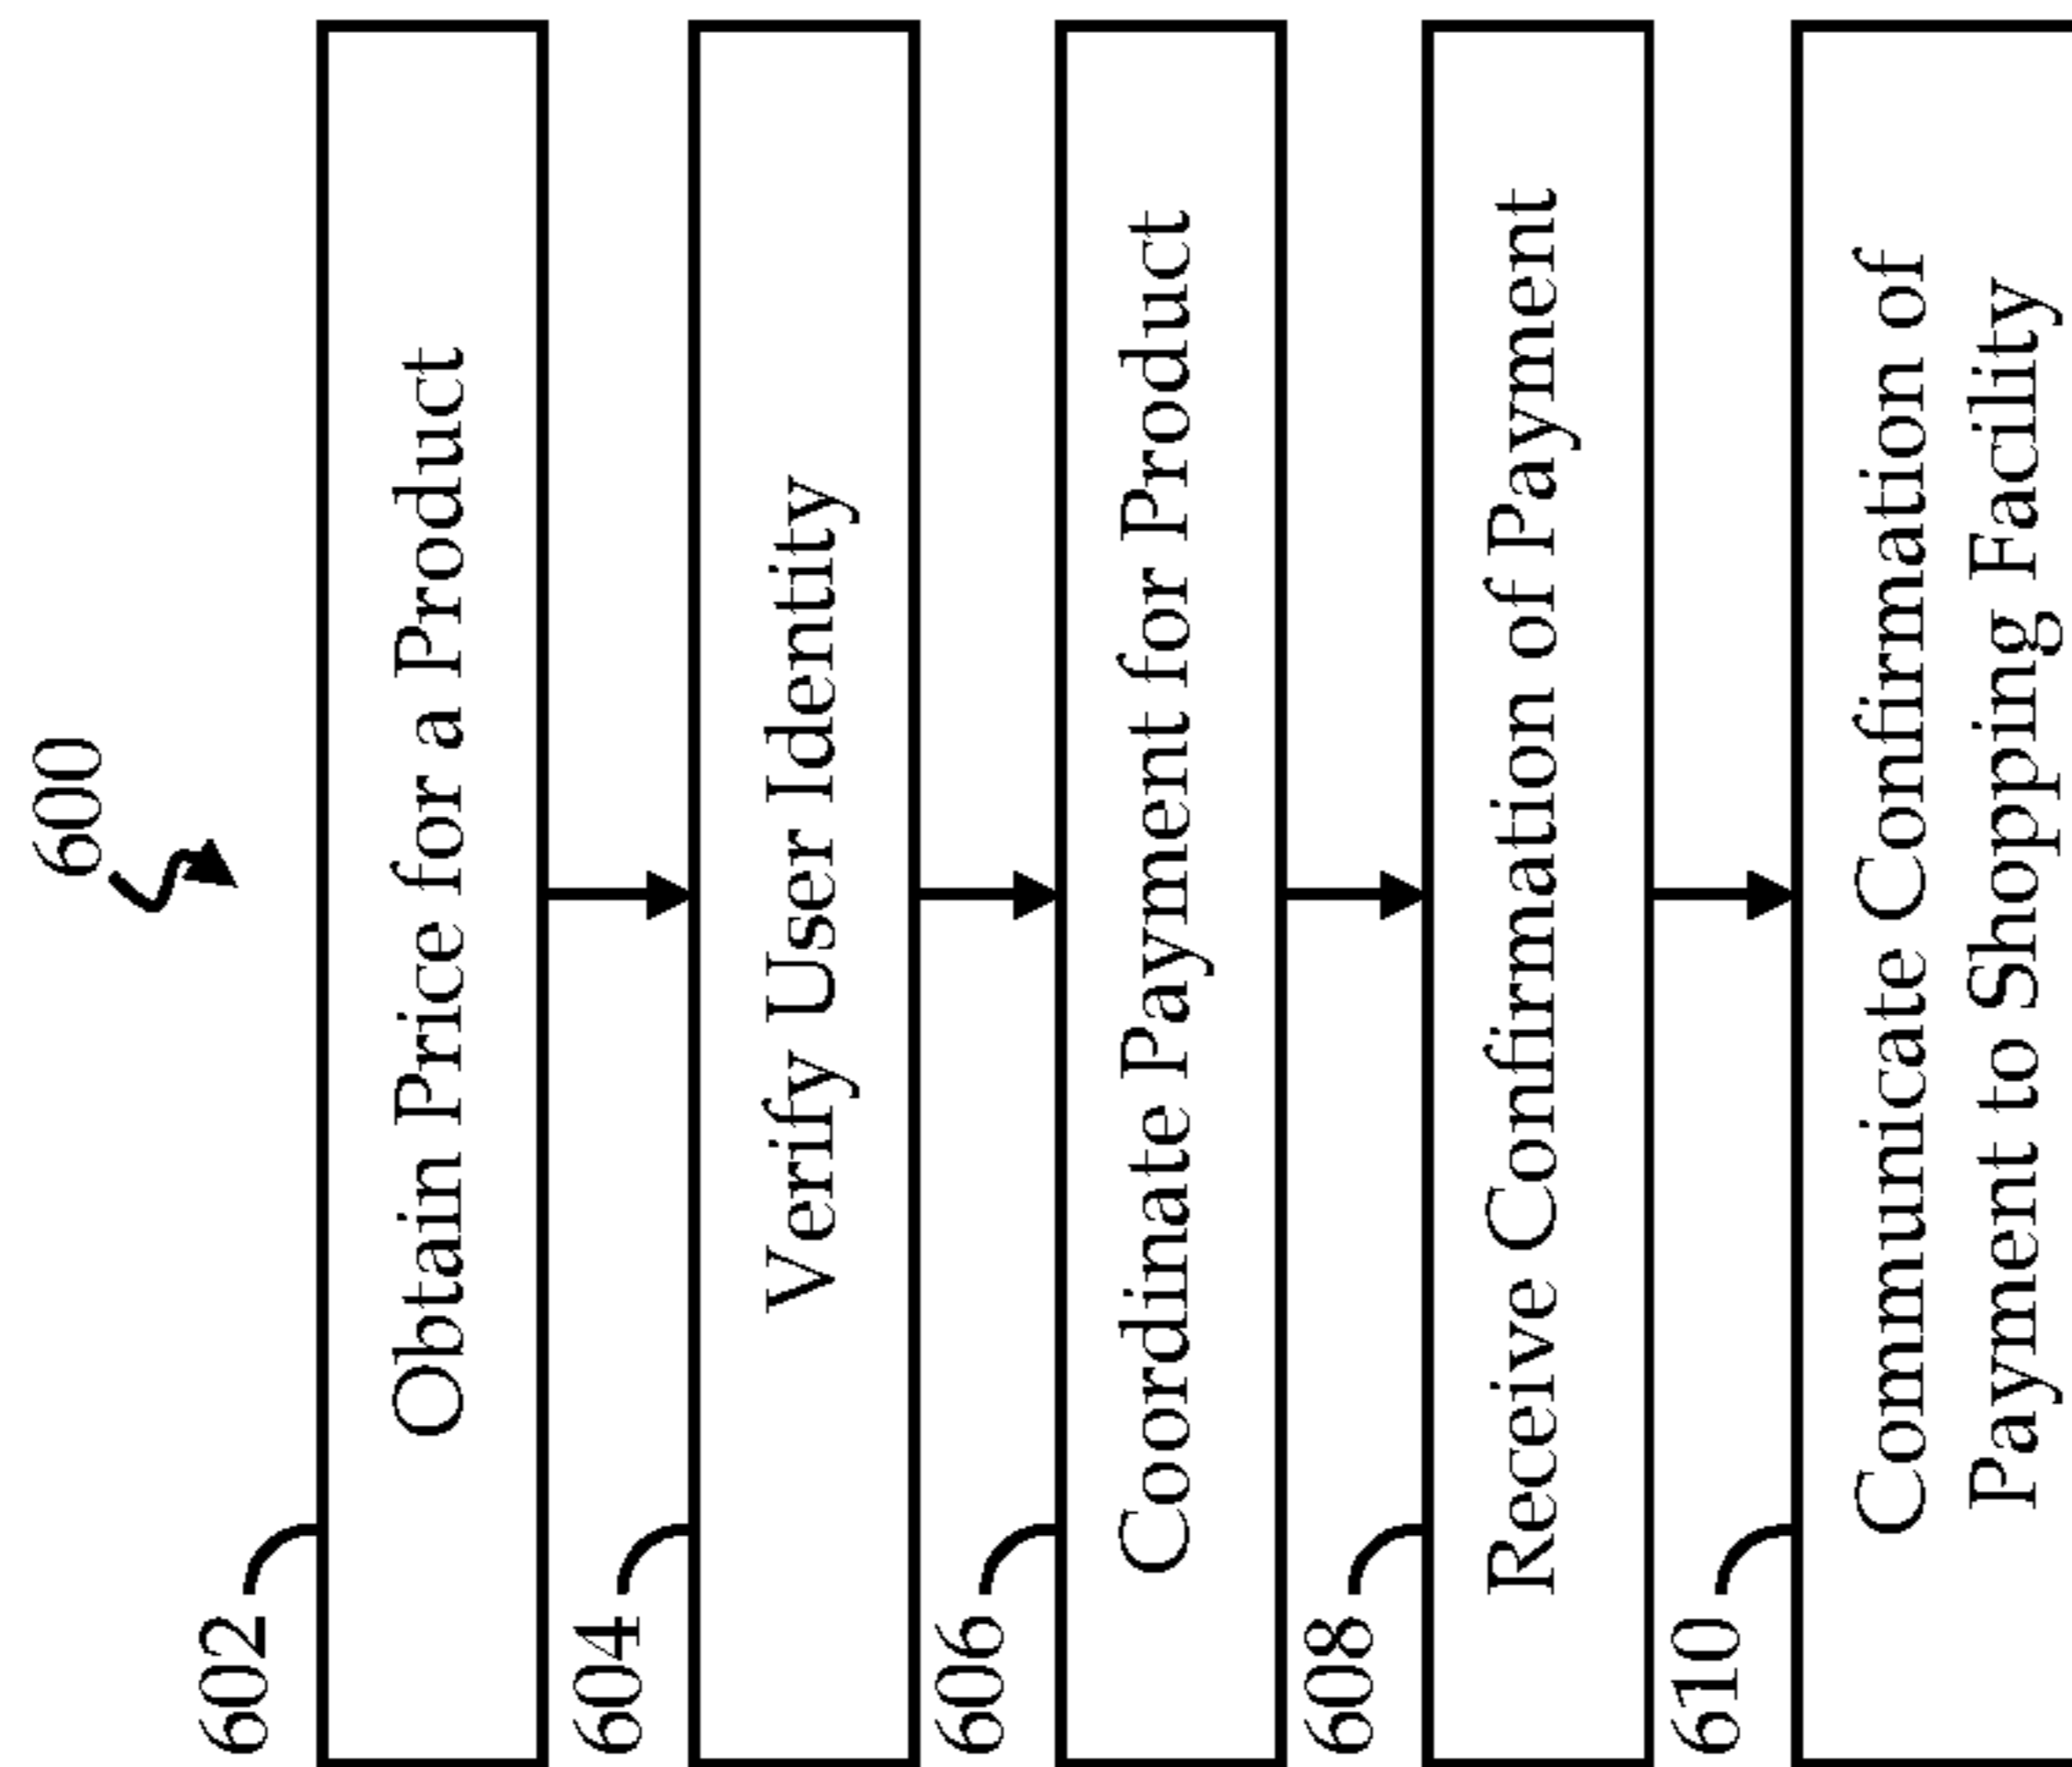 600
602
Obtain Price for a Product
604
Verify User Identity
606
Coordinate Payment for Product
608
Receive Confirmation of Payment
610
Communicate Confirmation of
Payment to Shopping Facility